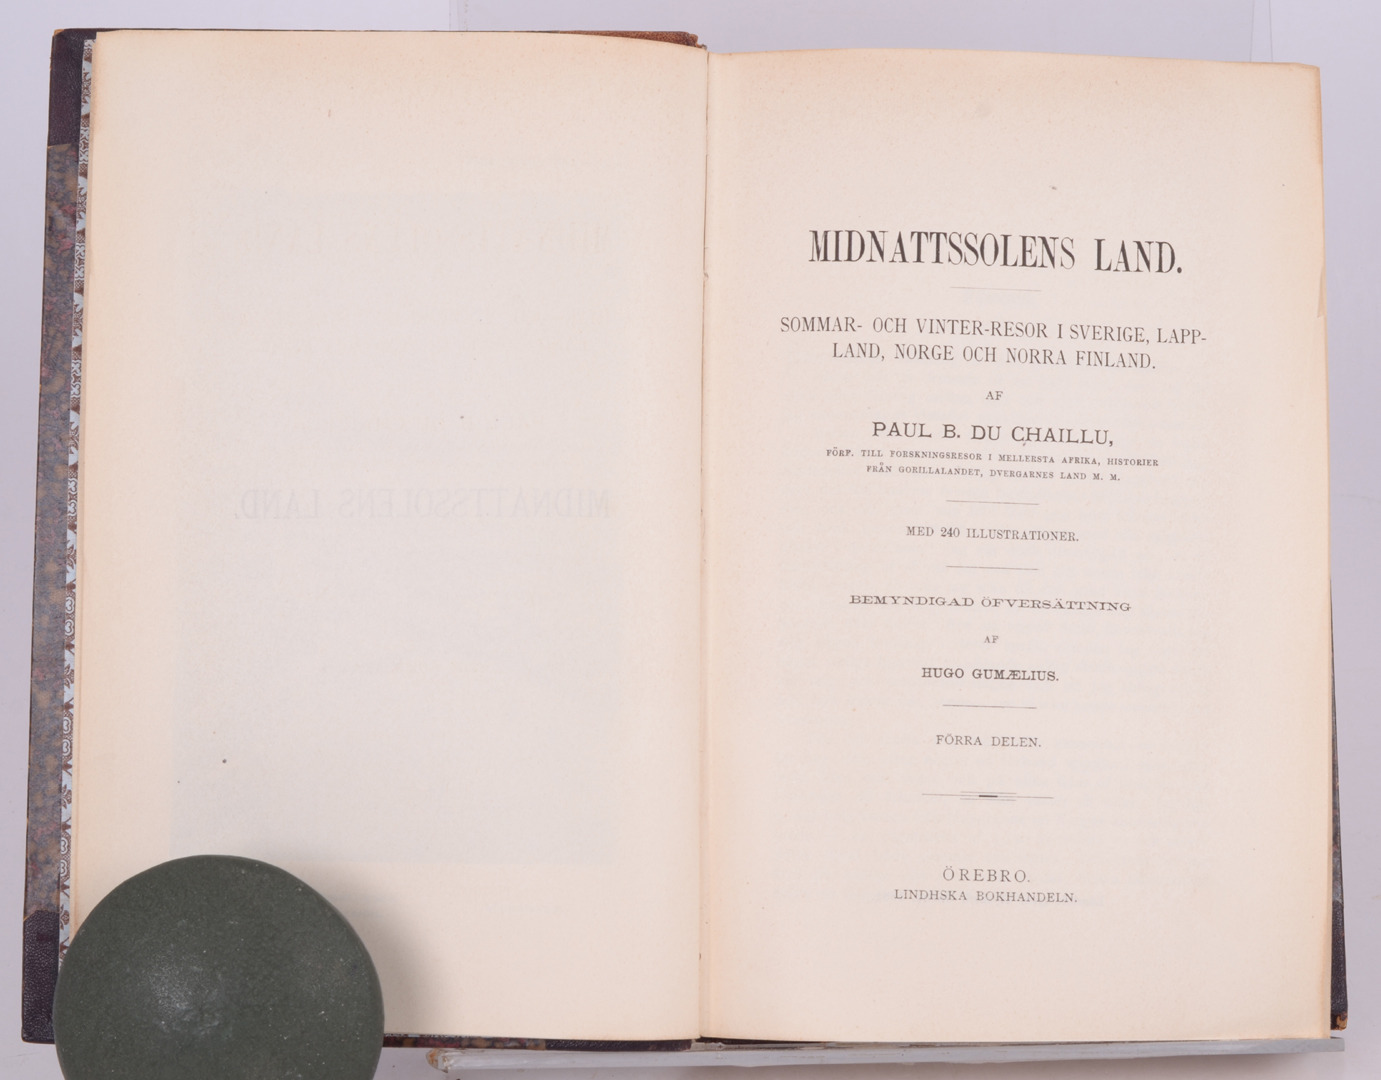 MIDNATTSSOLENS LAND.
MIDNATTSSOLENS LAND.
SOMMAR- OCH VINTER-RESOR I SVERIGE, LAPP-
LAND, NORGE OCH NORRA FINLAND.
AF
PAUL B. DU CHAILLU,
FÖRF. TILL FORSKNINGSRESOR I MELLERSTA AFRIKA, HISTORIER
FRÅN GORILLALANDET, DVERGARNES LAND M. M.
MED 240 ILLUSTRATIONER.
BEMYNDIGAD ÖFVERSÄTTNING
AF
HUGO GUMÆLIUS.
FÖRRA DELEN.
ÖREBRO.
LINDHSKA BOKHANDELN.